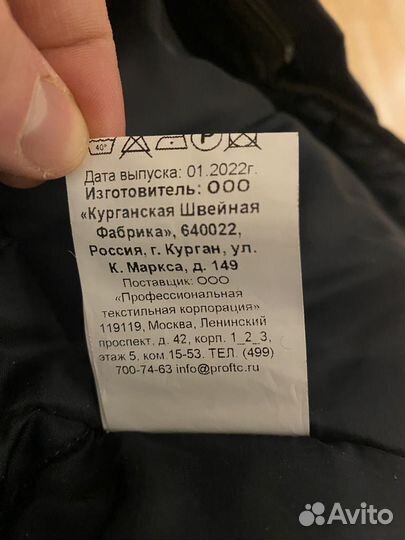 40°
P
Дата выпуска: 01.2022г.
Изготовитель: ООО
«Курганская Швейная
Фабрика», 640022,
Россия, г. Курган, ул.
К. Маркса, д. 149
Поставщик: ООО
«Профессиональная
текстильная корпорация»
119119, Москва, Ленинский
проспект, д. 42, корп. 1_2_3,
этаж 5, ком 15-53. ТЕЛ. (499)
700-74-63 info@proftc.ru
Avito